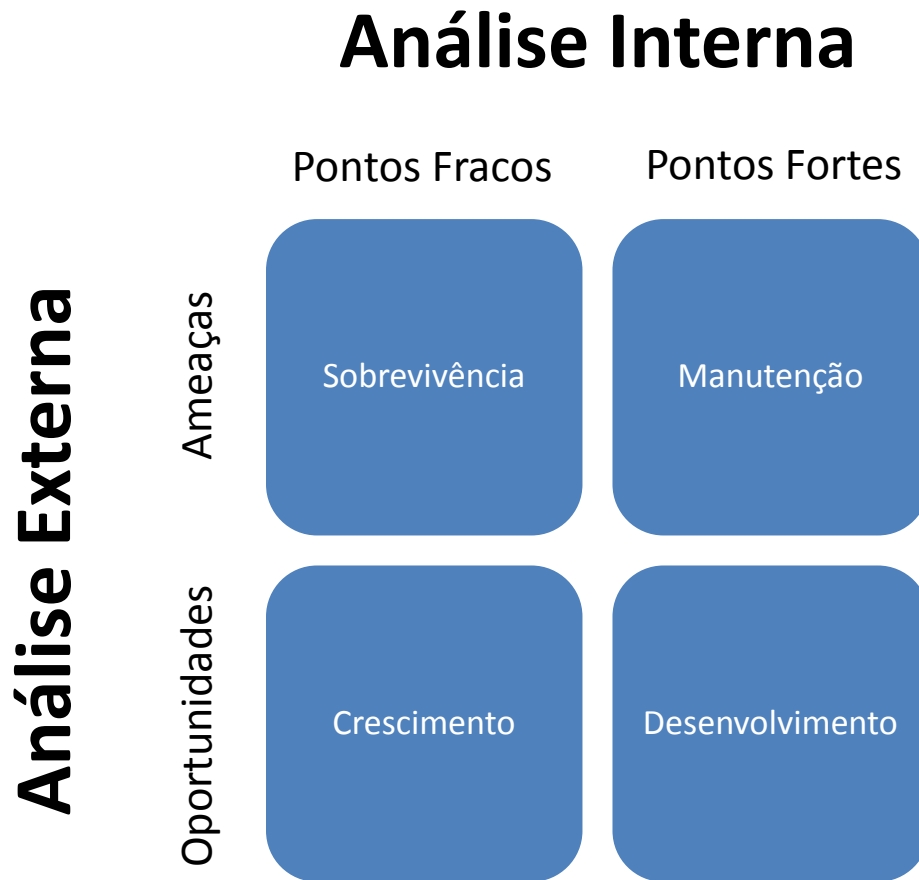 Análise Interna
Pontos Fracos
Pontos Fortes
Análise Externa
Ameaças
Sobrevivência
Manutenção
Oportunidades
Crescimento
Desenvolvimento